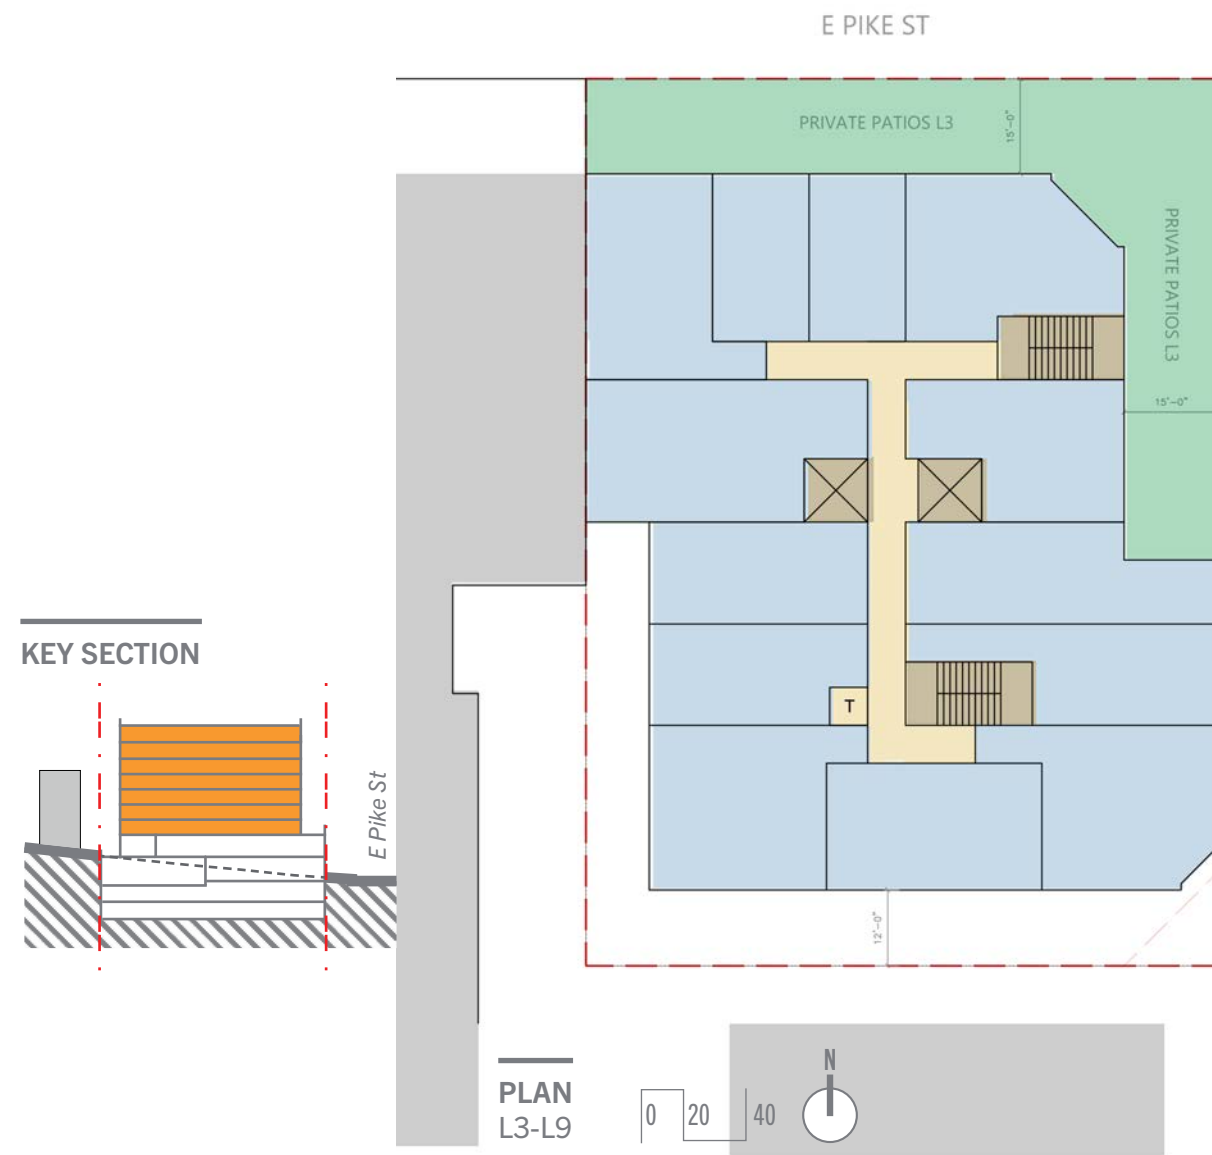 E PIKE ST
PRIVATE PATIOS L3
15'-0"
PRIVATE PATIOS L3
15'-0"
KEY SECTION
T
E Pike St
12'-0"
PLAN
L3-L9
0 20 40
N